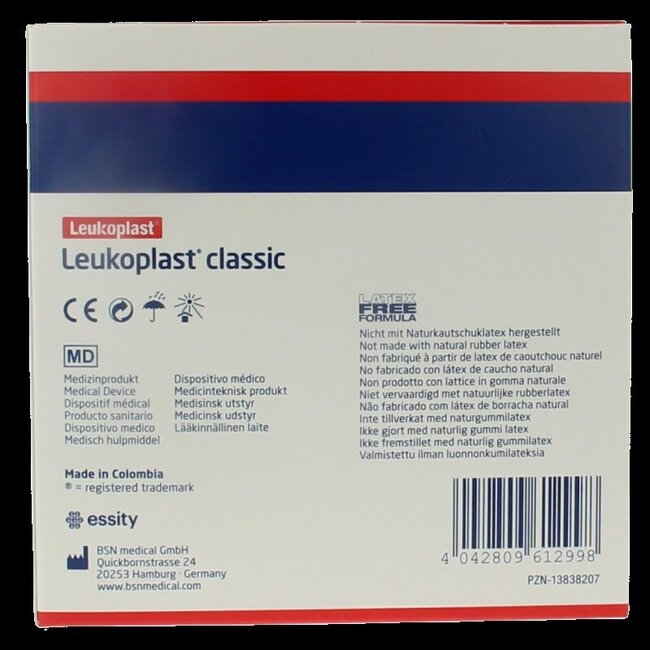 Leukoplast®
Leukoplast® classic
CE
MD
Medizinprodukt
Medical Device
Dispositif médical
Producto sanitario
Dispositivo medico
Medisch hulpmiddel
Dispositivo médico
Medicinteknisk produkt
Medisinsk utstyr
Medicinsk udstyr
Lääkinnällinen laite
Made in Colombia
® = registered trademark
essity
BSN medical GmbH
Quickbornstrasse 24
20253 Hamburg · Germany
www.bsnmedical.com
LATEX
FREE
FORMULA
Nicht mit Naturkautschuklatex hergestellt
Not made with natural rubber latex
Non fabriqué à partir de latex de caoutchouc naturel
No fabricado con látex de caucho natural
Non prodotto con lattice in gomma naturale
Niet vervaardigd met natuurlijke rubberlatex
Não fabricado com látex de borracha natural
Inte tillverkat med naturgummilatex
Ikke gjort med naturlig gummi latex
Ikke fremstillet med naturlig gummilatex
Valmistettu ilman luonnonkumilateksia
4 042809 612998
PZN-13838207